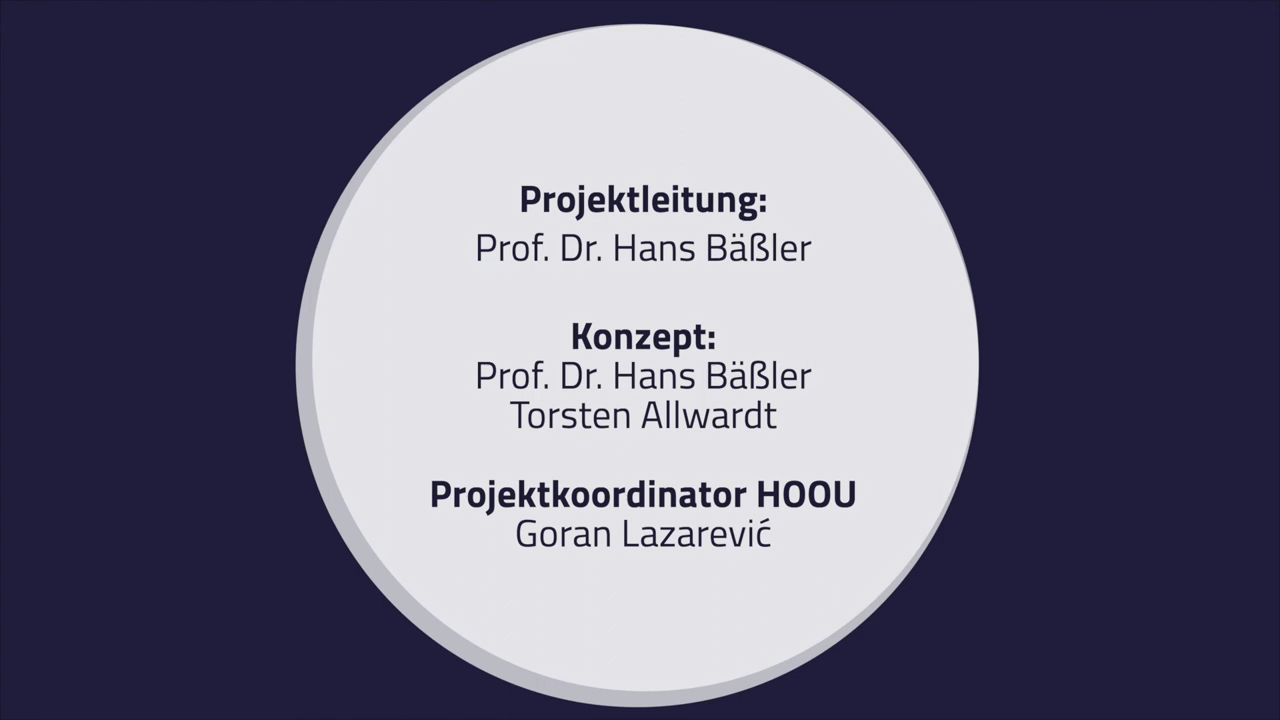 Projektleitung:
Prof. Dr. Hans Bäßler
Konzept:
Prof. Dr. Hans Bäßler
Torsten Allwardt
Projektkoordinator HOOU
Goran Lazarević